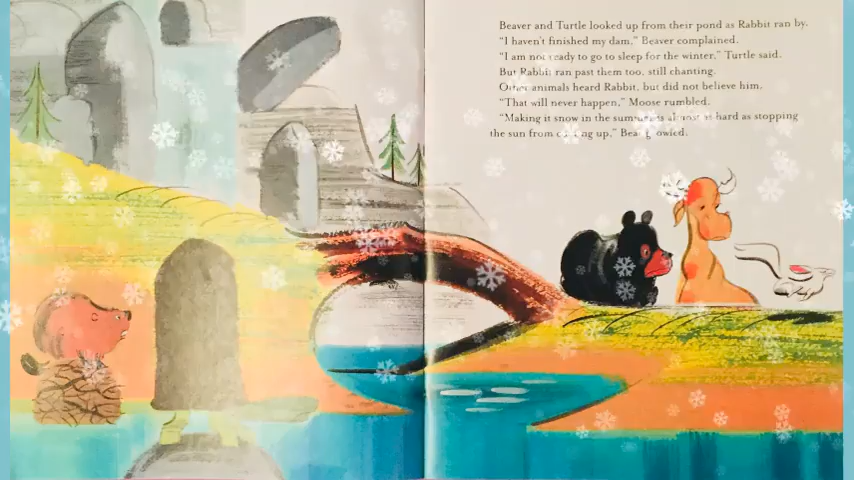 Beaver and Turtle looked up from their pond as Rabbit ran by.
"I haven't finished my dam," Beaver complained.
"I am not ready to go to sleep for the winter," Turtle said.
But Rabbit ran past them too, still chanting.
Other animals heard Rabbit, but did not believe him.
"That will never happen," Moose rumbled.
"Making it snow in the summer is almost as hard as stopping
the sun from coming up," Bear growled.